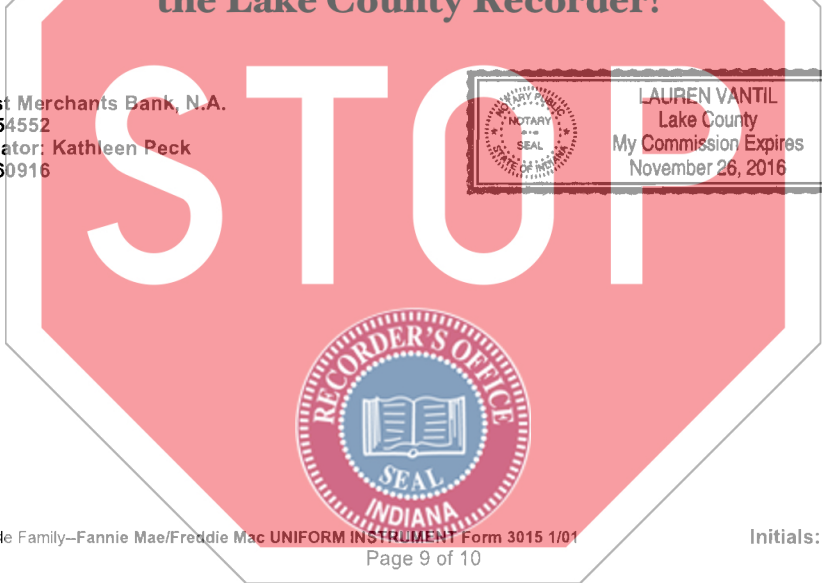 the Lake County Recorder!
STOP
st Merchants Bank, N.A.
54552
ator: Kathleen Peck
60916
NOTARY PUBLIC
NOTARY
SEAL
STATE OF INDIANA
LAUREN VANTIL
Lake County
My Commission Expires
November 26, 2016
RECORDER'S OFFICE
SEAL
INDIANA
le Family--Fannie Mae/Freddie Mac UNIFORM INSTRUMENT Form 3015 1/01
Initials:
Page 9 of 10